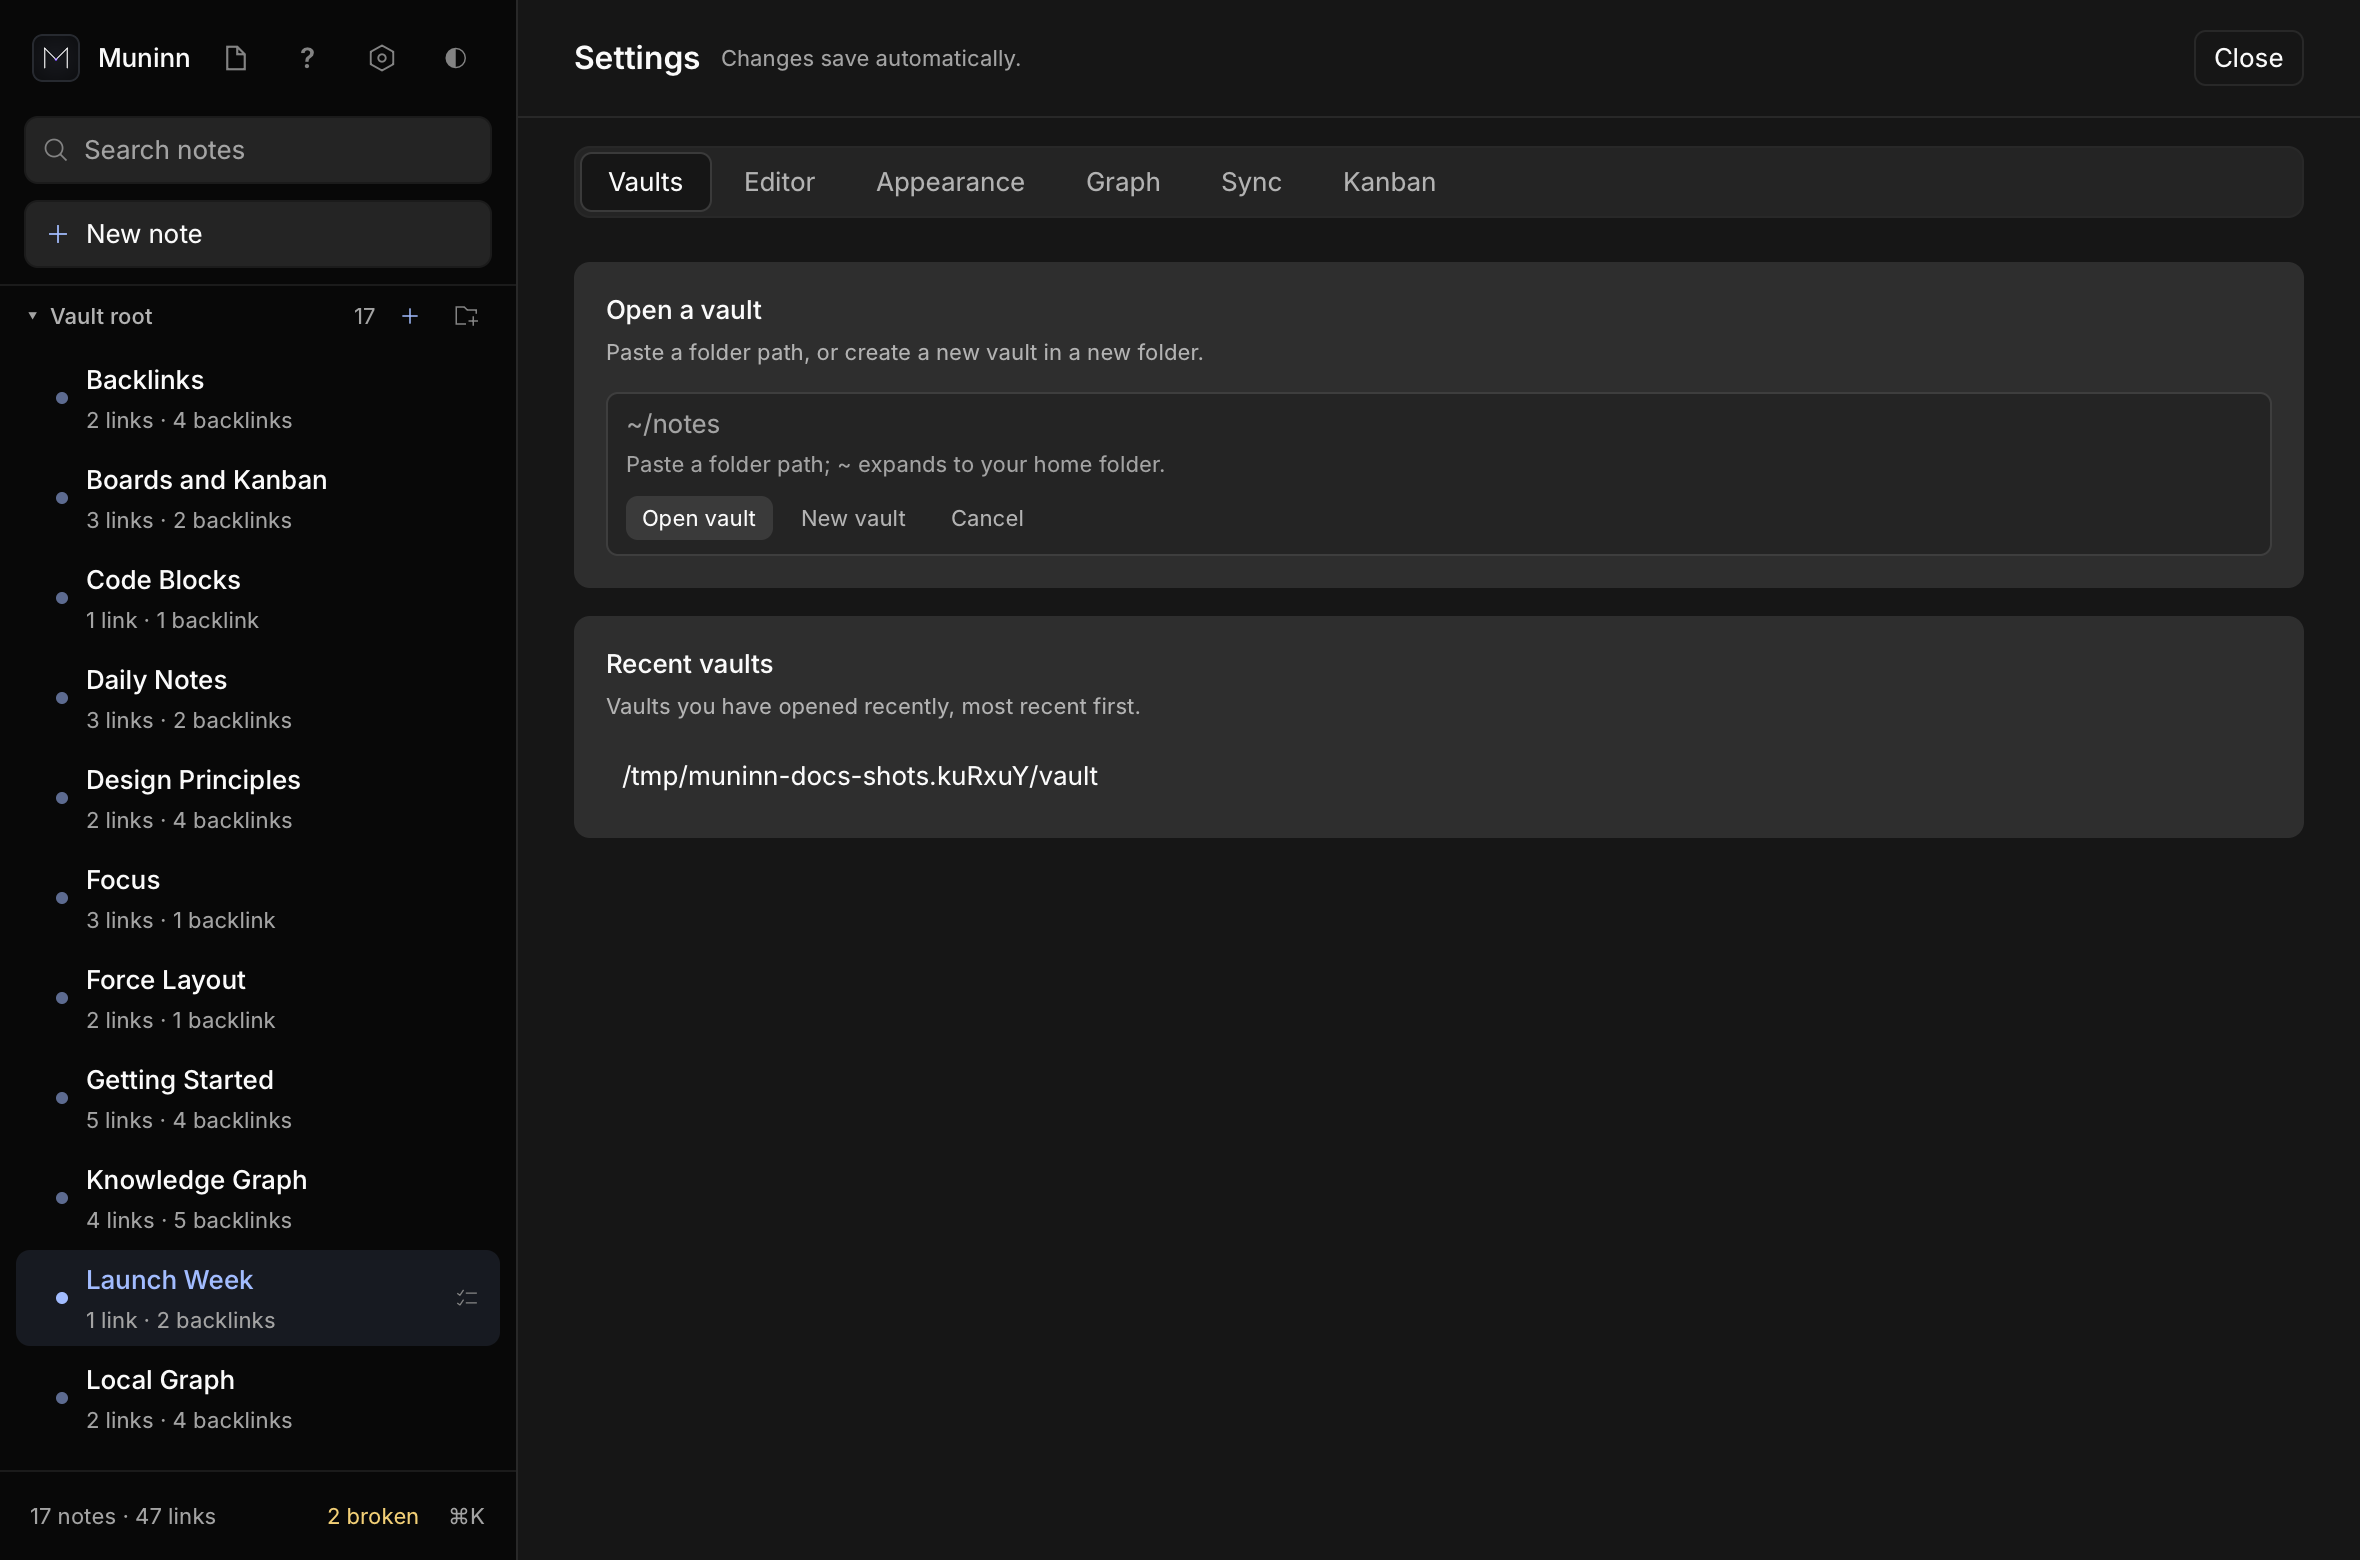 Muninn
?
Search notes
New note
Vault root 17
Backlinks
2 links · 4 backlinks
Boards and Kanban
3 links · 2 backlinks
Code Blocks
1 link · 1 backlink
Daily Notes
3 links · 2 backlinks
Design Principles
2 links · 4 backlinks
Focus
3 links · 1 backlink
Force Layout
2 links · 1 backlink
Getting Started
5 links · 4 backlinks
Knowledge Graph
4 links · 5 backlinks
Launch Week
1 link · 2 backlinks
Local Graph
2 links · 4 backlinks
17 notes · 47 links 2 broken ⌘K
Settings Changes save automatically. Close
Vaults Editor Appearance Graph Sync Kanban
Open a vault
Paste a folder path, or create a new vault in a new folder.
~/notes
Paste a folder path; ~ expands to your home folder.
Open vault New vault Cancel
Recent vaults
Vaults you have opened recently, most recent first.
/tmp/muninn-docs-shots.kuRxuY/vault